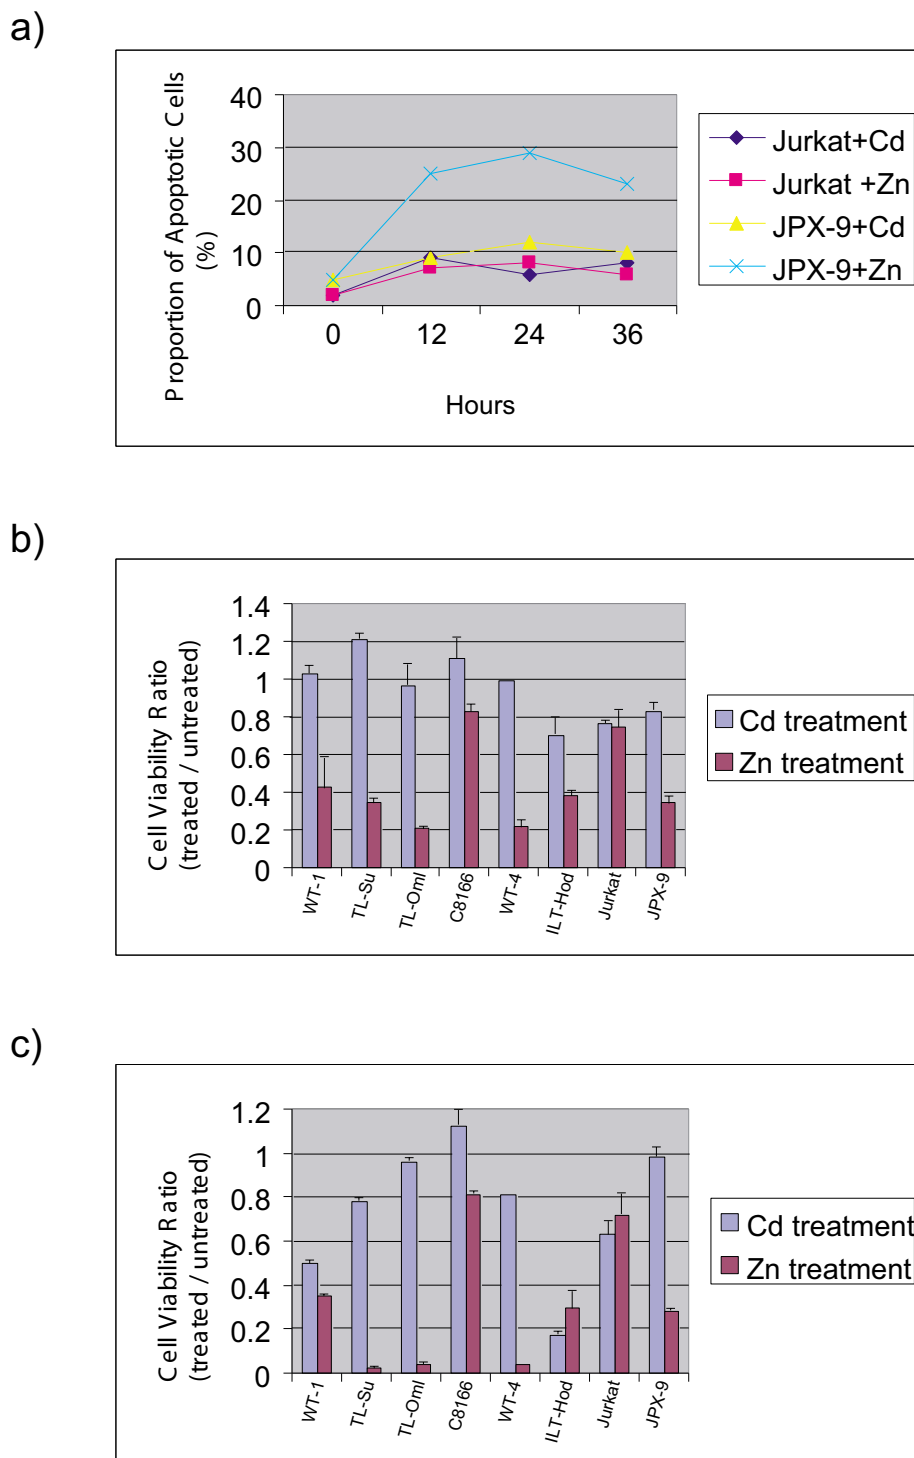 a)
Proportion of Apoptotic Cells
(%)
40
30
20
10
0
0 12 24 36
Hours
Jurkat+Cd
Jurkat +Zn
JPX-9+Cd
JPX-9+Zn
b)
Cell Viability Ratio
(treated / untreated)
1.4
1.2
1
0.8
0.6
0.4
0.2
0
WT-1 TL-Su TL-Oml C8166 WT-4 ILT-Hod Jurkat JPX-9
Cd treatment
Zn treatment
c)
Cell Viability Ratio
(treated / untreated)
1.2
1
0.8
0.6
0.4
0.2
0
WT-1 TL-Su TL-Oml C8166 WT-4 ILT-Hod Jurkat JPX-9
Cd treatment
Zn treatment